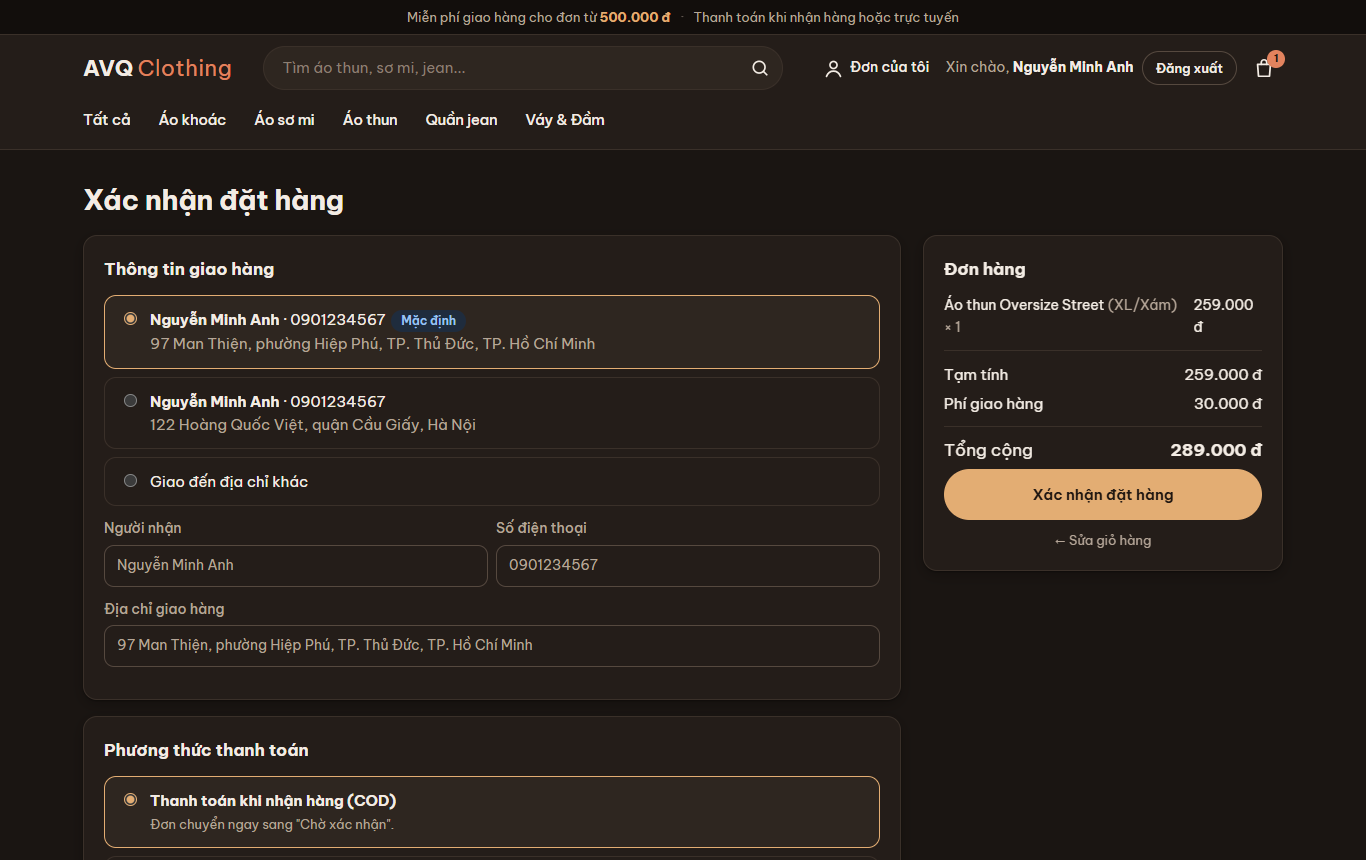 Miễn phí giao hàng cho đơn từ 500.000 đ · Thanh toán khi nhận hàng hoặc trực tuyến
AVQ Clothing
Tìm áo thun, sơ mi, jean...
Đơn của tôi
Xin chào, Nguyễn Minh Anh
Đăng xuất
1
Tất cả Áo khoác Áo sơ mi Áo thun Quần jean Váy & Đầm
Xác nhận đặt hàng
Thông tin giao hàng
Nguyễn Minh Anh · 0901234567 Mặc định
97 Man Thiện, phường Hiệp Phú, TP. Thủ Đức, TP. Hồ Chí Minh
Nguyễn Minh Anh · 0901234567
122 Hoàng Quốc Việt, quận Cầu Giấy, Hà Nội
Giao đến địa chỉ khác
Người nhận Số điện thoại
Nguyễn Minh Anh 0901234567
Địa chỉ giao hàng
97 Man Thiện, phường Hiệp Phú, TP. Thủ Đức, TP. Hồ Chí Minh
Phương thức thanh toán
Thanh toán khi nhận hàng (COD)
Đơn chuyển ngay sang "Chờ xác nhận".
Đơn hàng
Áo thun Oversize Street (XL/Xám) 259.000
× 1 đ
Tạm tính 259.000 đ
Phí giao hàng 30.000 đ
Tổng cộng 289.000 đ
Xác nhận đặt hàng
← Sửa giỏ hàng